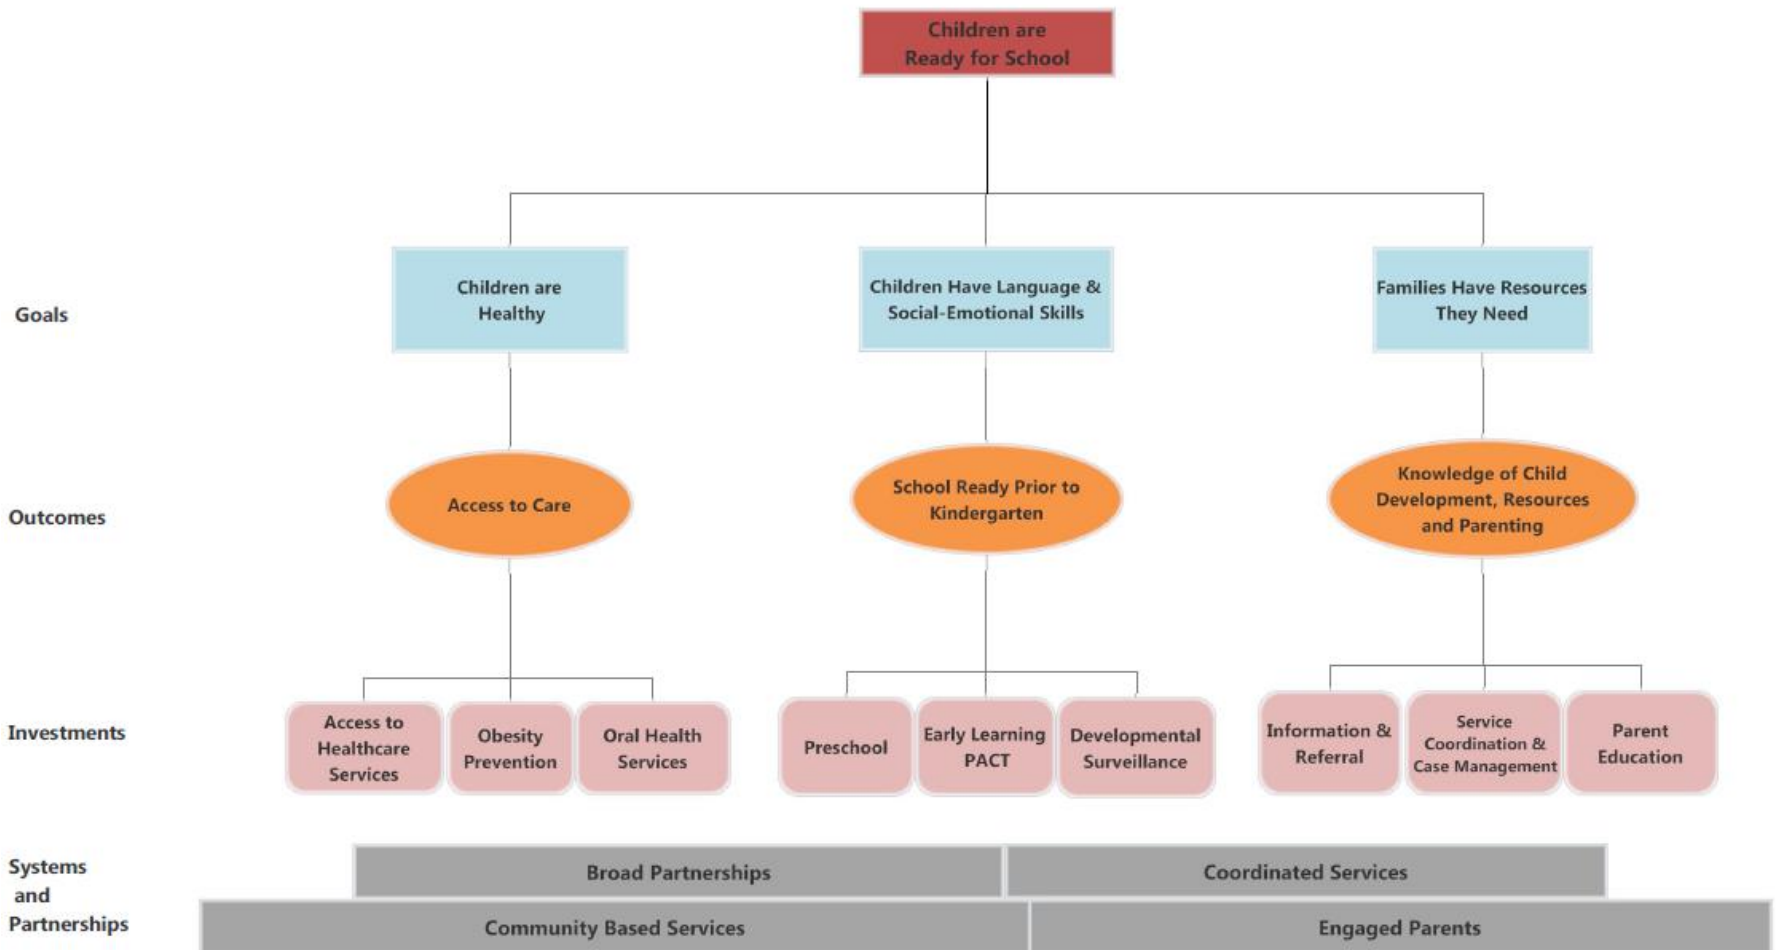 Children are
Ready for School
Goals
Children are
Healthy
Children Have Language &
Social-Emotional Skills
Families Have Resources
They Need
Outcomes
Access to Care
School Ready Prior to
Kindergarten
Knowledge of Child
Development, Resources
and Parenting
Investments
Access to
Healthcare
Services
Obesity
Prevention
Oral Health
Services
Preschool
Early Learning
PACT
Developmental
Surveillance
Information &
Referral
Service
Coordination &
Case Management
Parent
Education
Systems
and
Partnerships
Broad Partnerships
Coordinated Services
Community Based Services
Engaged Parents